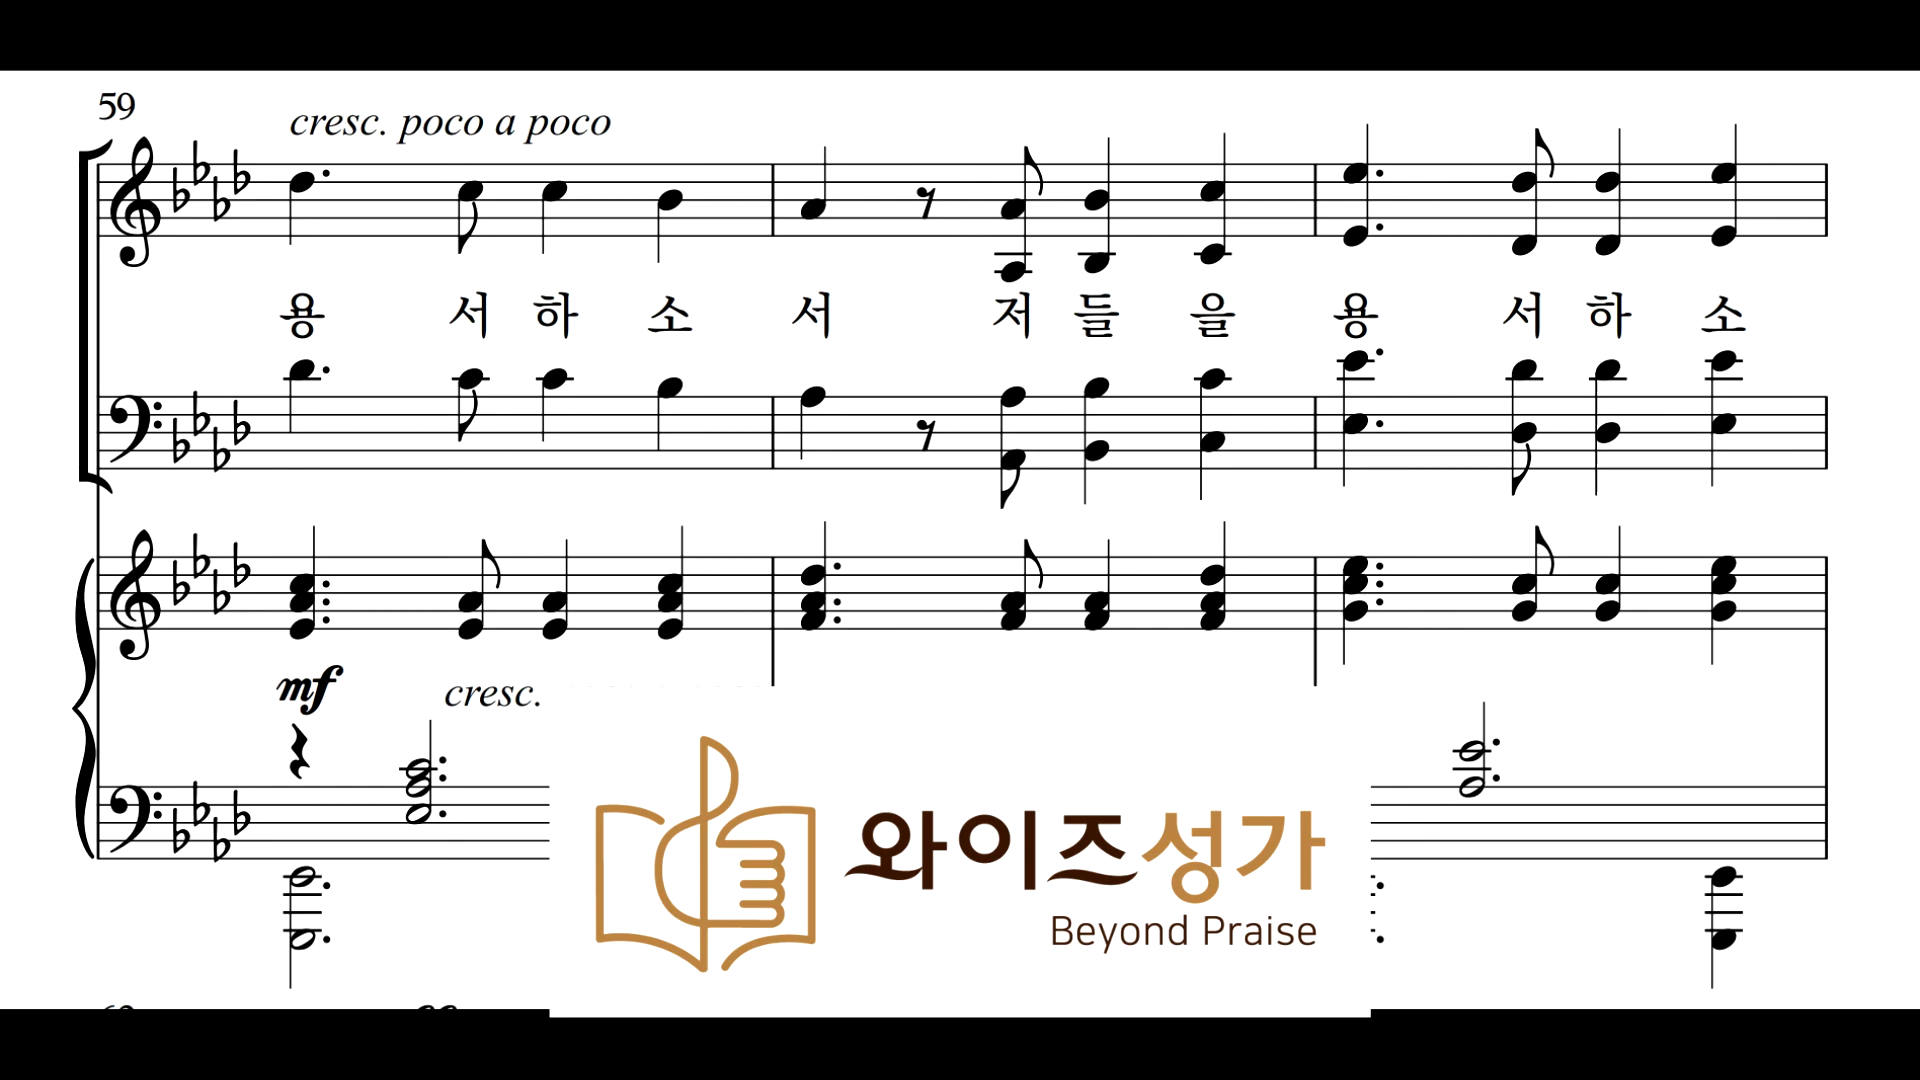 59
cresc. poco a poco
용 서 하 소 서 저 들 을 용 서 하 소
mf
cresc.
와이즈성가
Beyond Praise